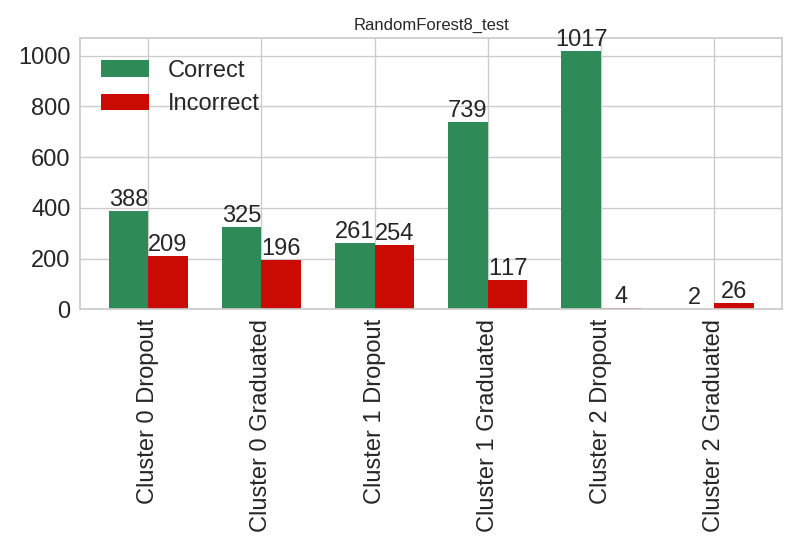 RandomForest8_test
1000
800
600
400
200
0
Correct
Incorrect
388
209
325
196
261
254
739
117
1017
4
2
26
Cluster 0 Dropout
Cluster 0 Graduated
Cluster 1 Dropout
Cluster 1 Graduated
Cluster 2 Dropout
Cluster 2 Graduated